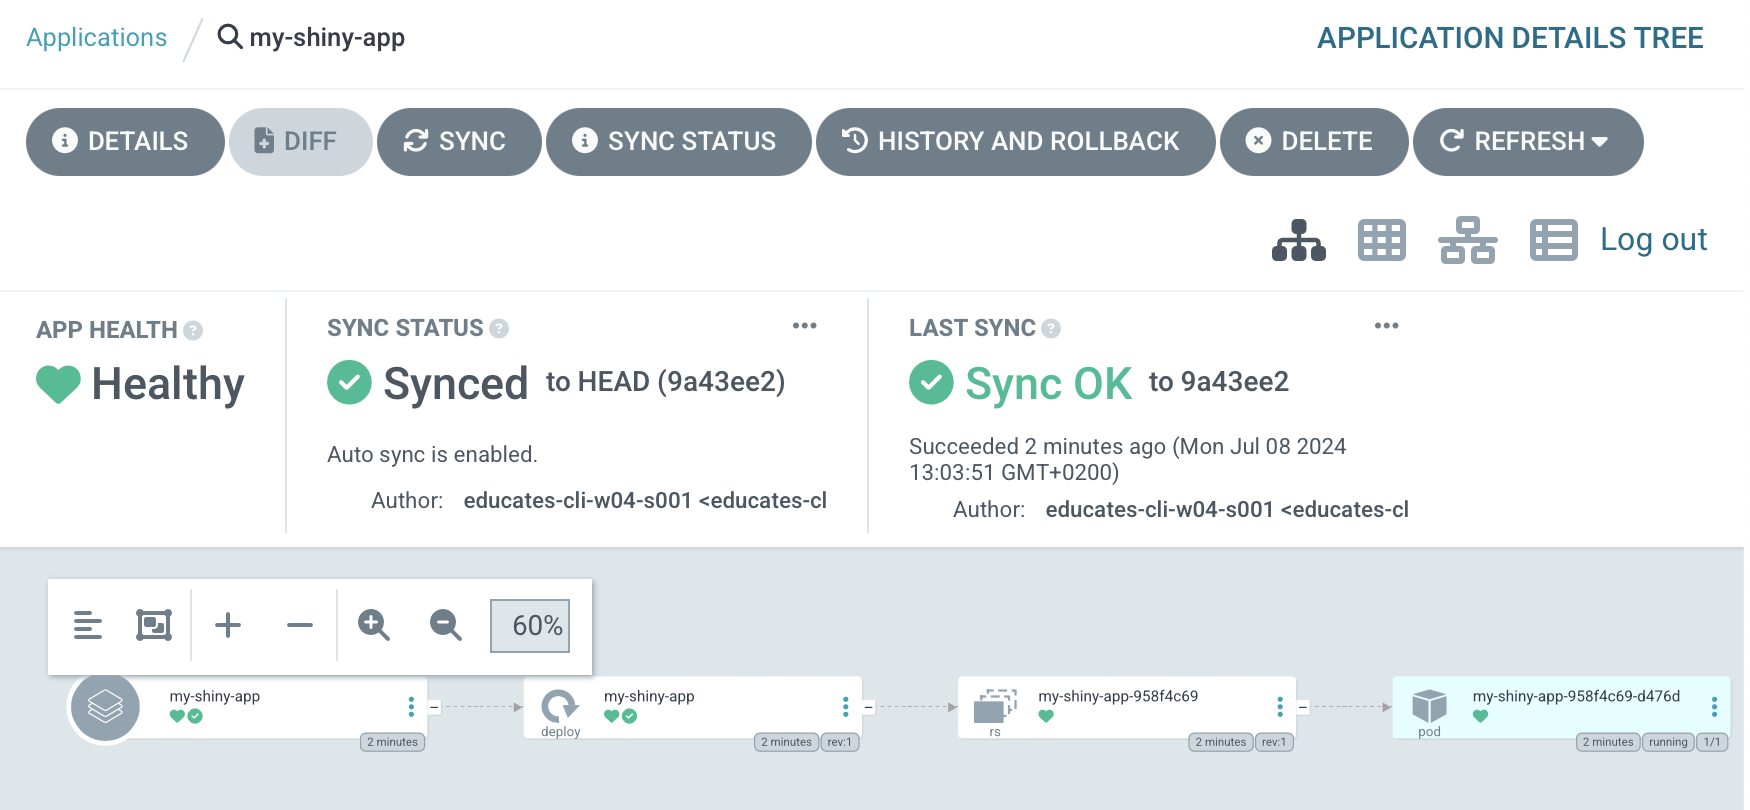 Applications / my-shiny-app
APPLICATION DETAILS TREE
DETAILS DIFF SYNC SYNC STATUS HISTORY AND ROLLBACK DELETE REFRESH
Log out
APP HEALTH ?
Healthy
SYNC STATUS ?
Synced to HEAD (9a43ee2)
Auto sync is enabled.
Author: educates-cli-w04-s001 <educates-cl
LAST SYNC ?
Sync OK to 9a43ee2
Succeeded 2 minutes ago (Mon Jul 08 2024
13:03:51 GMT+0200)
Author: educates-cli-w04-s001 <educates-cl
60%
my-shiny-app
2 minutes
my-shiny-app
deploy
2 minutes rev:1
my-shiny-app-958f4c69
rs
2 minutes rev:1
my-shiny-app-958f4c69-d476d
pod
2 minutes running 1/1